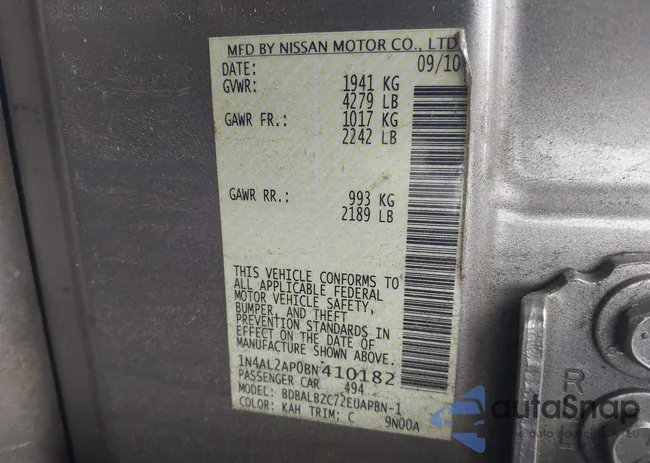 MFD BY NISSAN MOTOR CO., LTD
DATE: 09/10
GVWR: 1941 KG
4279 LB
GAWR FR.: 1017 KG
2242 LB
GAWR RR.: 993 KG
2189 LB
THIS VEHICLE CONFORMS TO
ALL APPLICABLE FEDERAL
MOTOR VEHICLE SAFETY,
BUMPER, AND THEFT
PREVENTION STANDARDS IN
EFFECT ON THE DATE OF
MANUFACTURE SHOWN ABOVE.
1N4AL2AP0BN410182
PASSENGER CAR 494
MODEL: BDBALBZC72EUAPBN-1
COLOR: KAH TRIM: C 9N00A
R
autoSnap